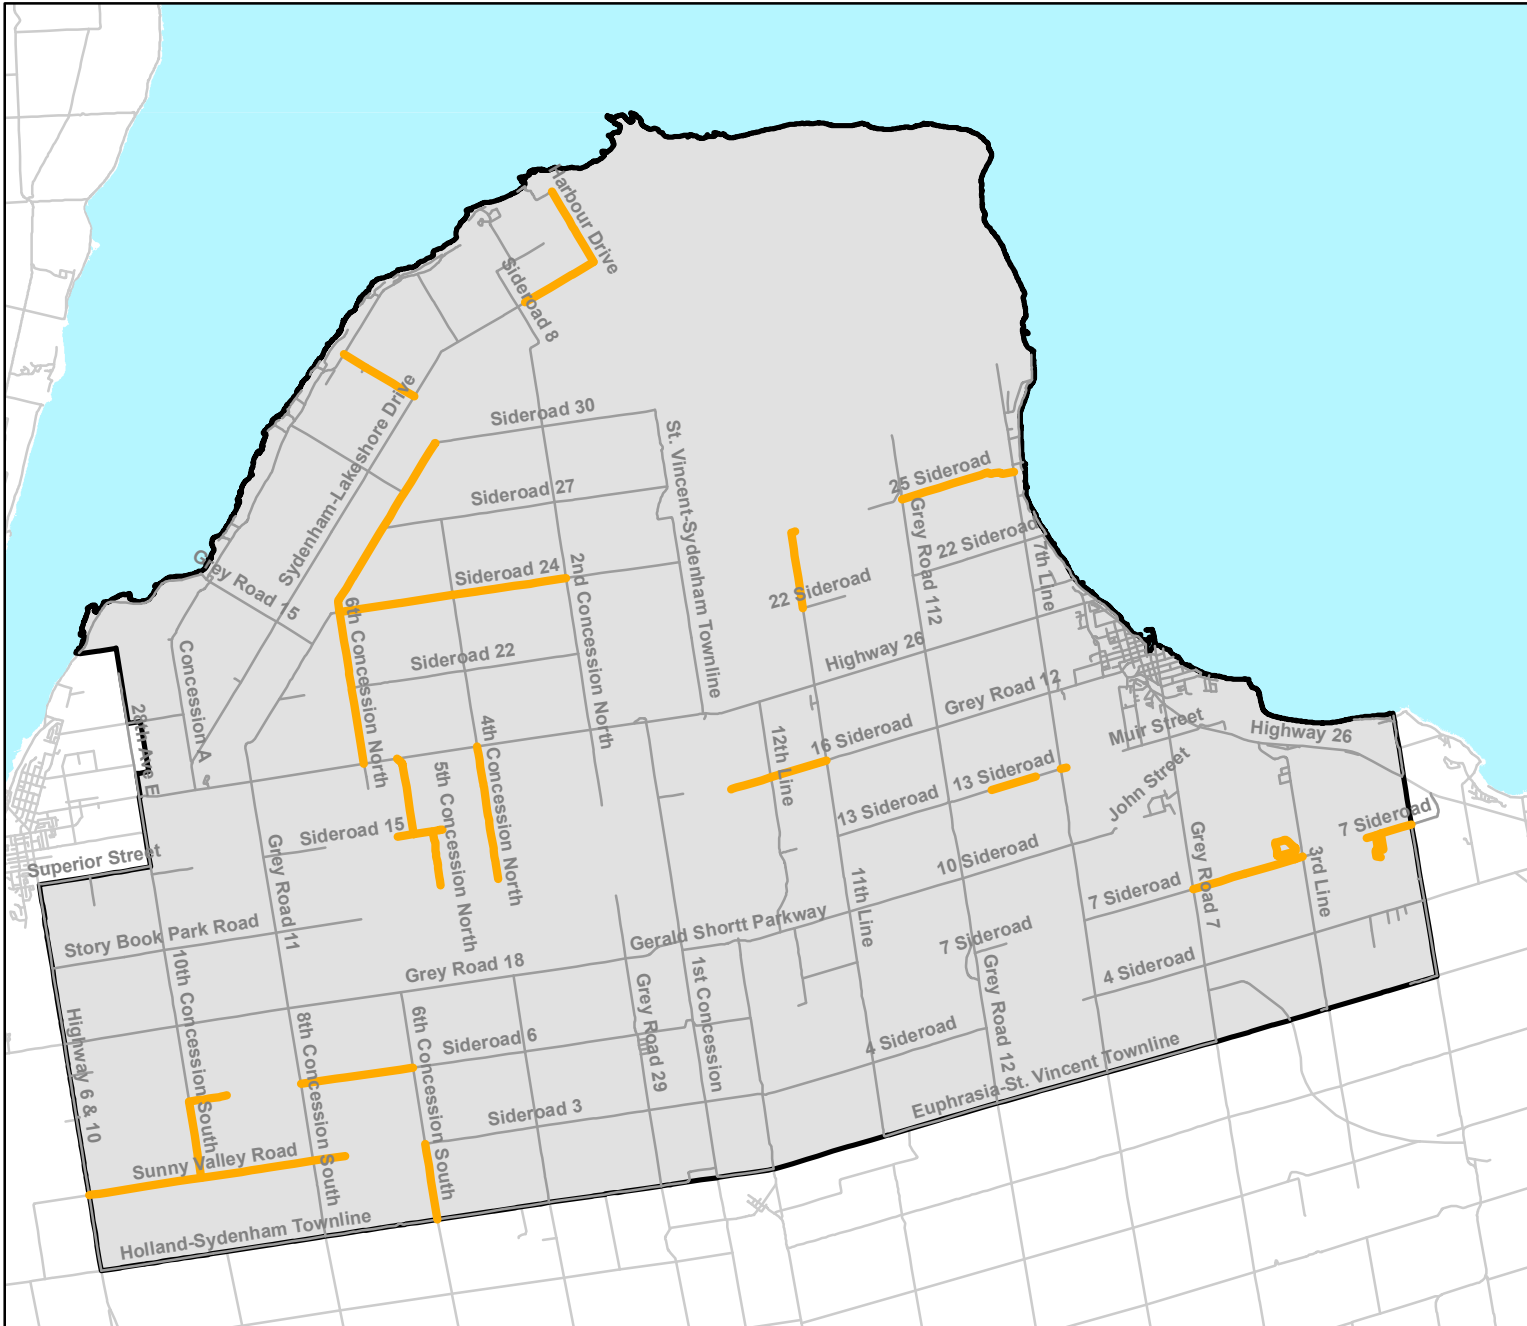 Harbour Drive
Sideroad 8
Sydenham-Lakeshore Drive
Sideroad 30
St. Vincent-Sydenham Townline
25 Sideroad
Sideroad 27
Grey Road 112
22 Sideroad
7th Line
Grey Road 15
Sideroad 24
2nd Concession North
22 Sideroad
6th Concession North
Concession A
Sideroad 22
Highway 26
Grey Road 12
28th Ave E
4th Concession North
12th Line
16 Sideroad
Muir Street
Highway 26
5th Concession North
13 Sideroad
13 Sideroad
John Street
7 Sideroad
Sideroad 15
Grey Road 11
Superior Street
10 Sideroad
3rd Line
Grey Road 7
7 Sideroad
11th Line
Story Book Park Road
Gerald Shortt Parkway
7 Sideroad
Grey Road 18
4 Sideroad
10th Concession South
1st Concession
Grey Road 29
Grey Road 12
Highway 6 & 10
8th Concession South
6th Concession South
Sideroad 6
4 Sideroad
Euphrasia-St. Vincent Townline
Sideroad 3
Sunny Valley Road
Holland-Sydenham Townline